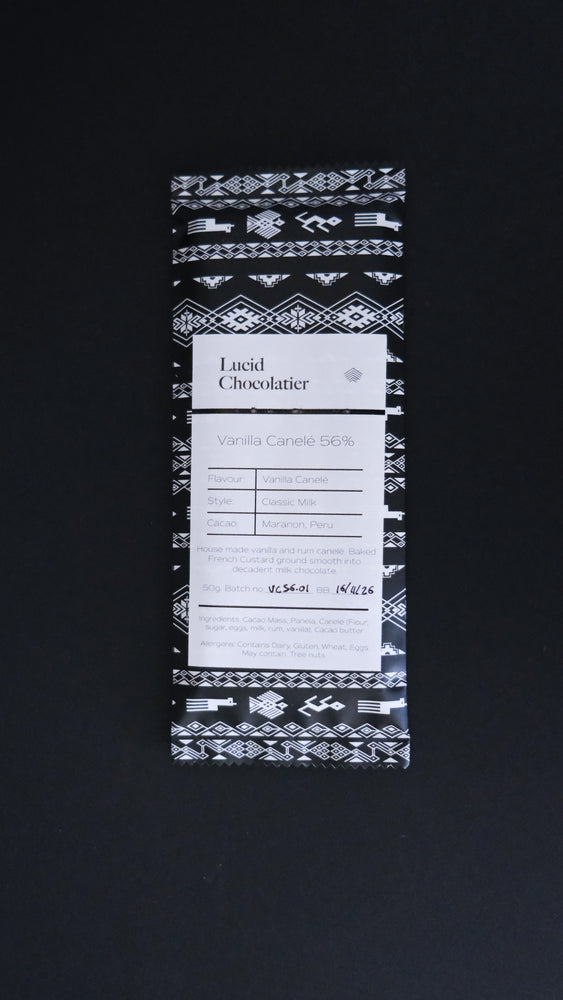 Lucid
Chocolatier
Vanilla Canelé 56%
Flavour: Vanilla Canelé
Style: Classic Milk
Cacao: Maranon, Peru
House made vanilla and rum canelé. Baked
French Custard ground smooth into
decadent milk chocolate.
50g. Batch no: VC56.01 BB: 16/4/26
Ingredients: Cacao Mass, Panela, Canelé (Flour,
sugar, eggs, milk, rum, vanilla), Cacao butter
Allergens: Contains Dairy, Gluten, Wheat, Eggs.
May contain: Tree nuts.